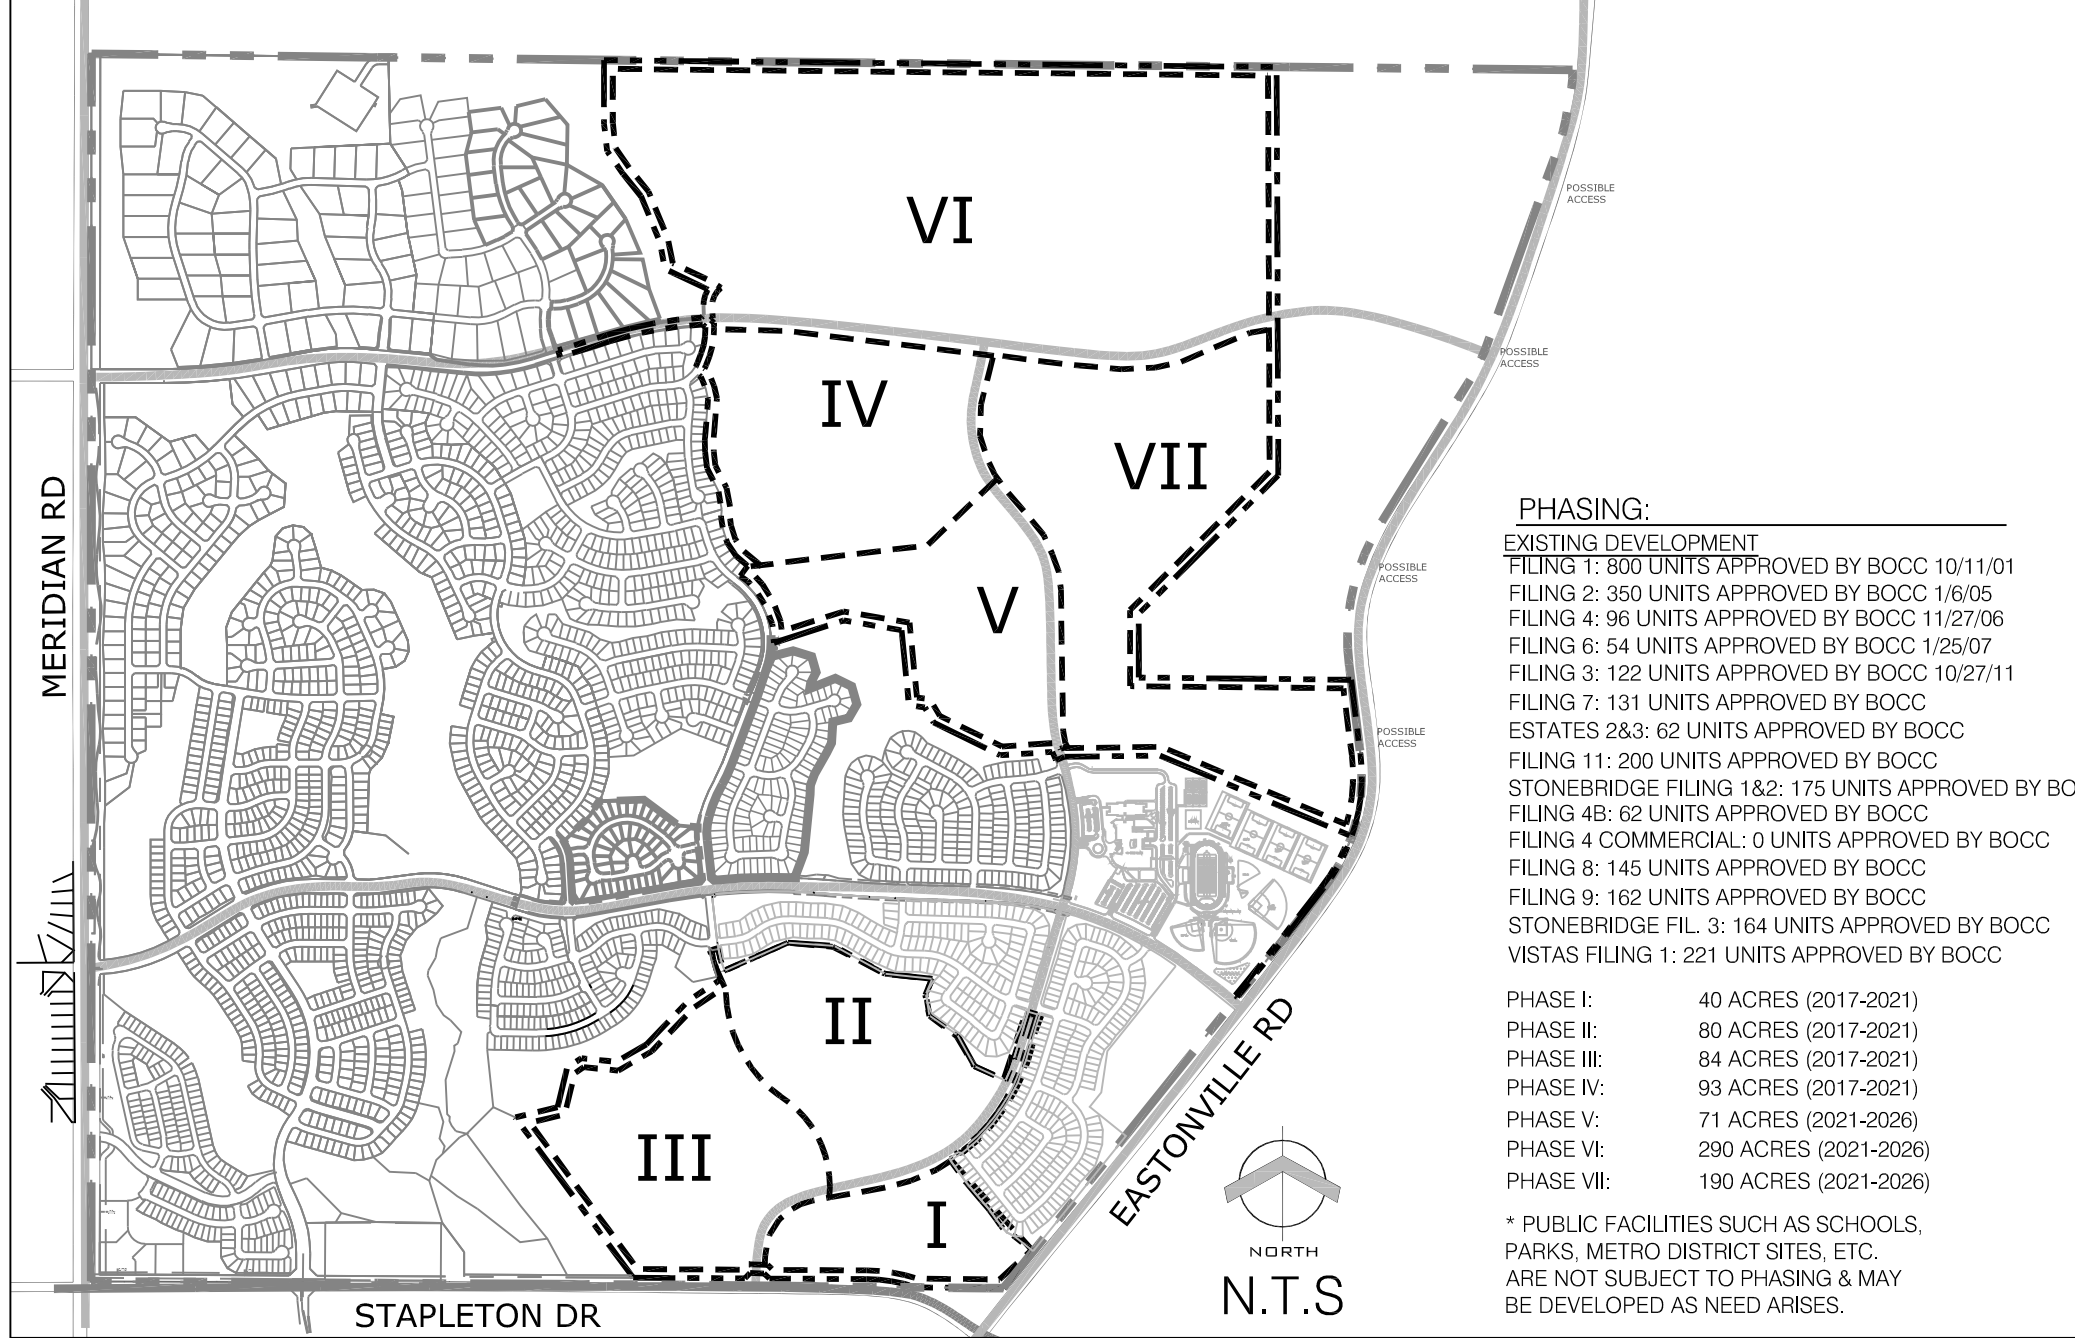 POSSIBLE
ACCESS
VI
POSSIBLE
ACCESS
IV
VII
MERIDIAN RD
POSSIBLE
ACCESS
V
POSSIBLE
ACCESS
II
III
I
EASTONVILLE RD
STAPLETON DR
NORTH
N.T.S
PHASING:
EXISTING DEVELOPMENT
FILING 1: 800 UNITS APPROVED BY BOCC 10/11/01
FILING 2: 350 UNITS APPROVED BY BOCC 1/6/05
FILING 4: 96 UNITS APPROVED BY BOCC 11/27/06
FILING 6: 54 UNITS APPROVED BY BOCC 1/25/07
FILING 3: 122 UNITS APPROVED BY BOCC 10/27/11
FILING 7: 131 UNITS APPROVED BY BOCC
ESTATES 2&3: 62 UNITS APPROVED BY BOCC
FILING 11: 200 UNITS APPROVED BY BOCC
STONEBRIDGE FILING 1&2: 175 UNITS APPROVED BY BO
FILING 4B: 62 UNITS APPROVED BY BOCC
FILING 4 COMMERCIAL: 0 UNITS APPROVED BY BOCC
FILING 8: 145 UNITS APPROVED BY BOCC
FILING 9: 162 UNITS APPROVED BY BOCC
STONEBRIDGE FIL. 3: 164 UNITS APPROVED BY BOCC
VISTAS FILING 1: 221 UNITS APPROVED BY BOCC
PHASE I: 40 ACRES (2017-2021)
PHASE II: 80 ACRES (2017-2021)
PHASE III: 84 ACRES (2017-2021)
PHASE IV: 93 ACRES (2017-2021)
PHASE V: 71 ACRES (2021-2026)
PHASE VI: 290 ACRES (2021-2026)
PHASE VII: 190 ACRES (2021-2026)
* PUBLIC FACILITIES SUCH AS SCHOOLS,
PARKS, METRO DISTRICT SITES, ETC.
ARE NOT SUBJECT TO PHASING & MAY
BE DEVELOPED AS NEED ARISES.